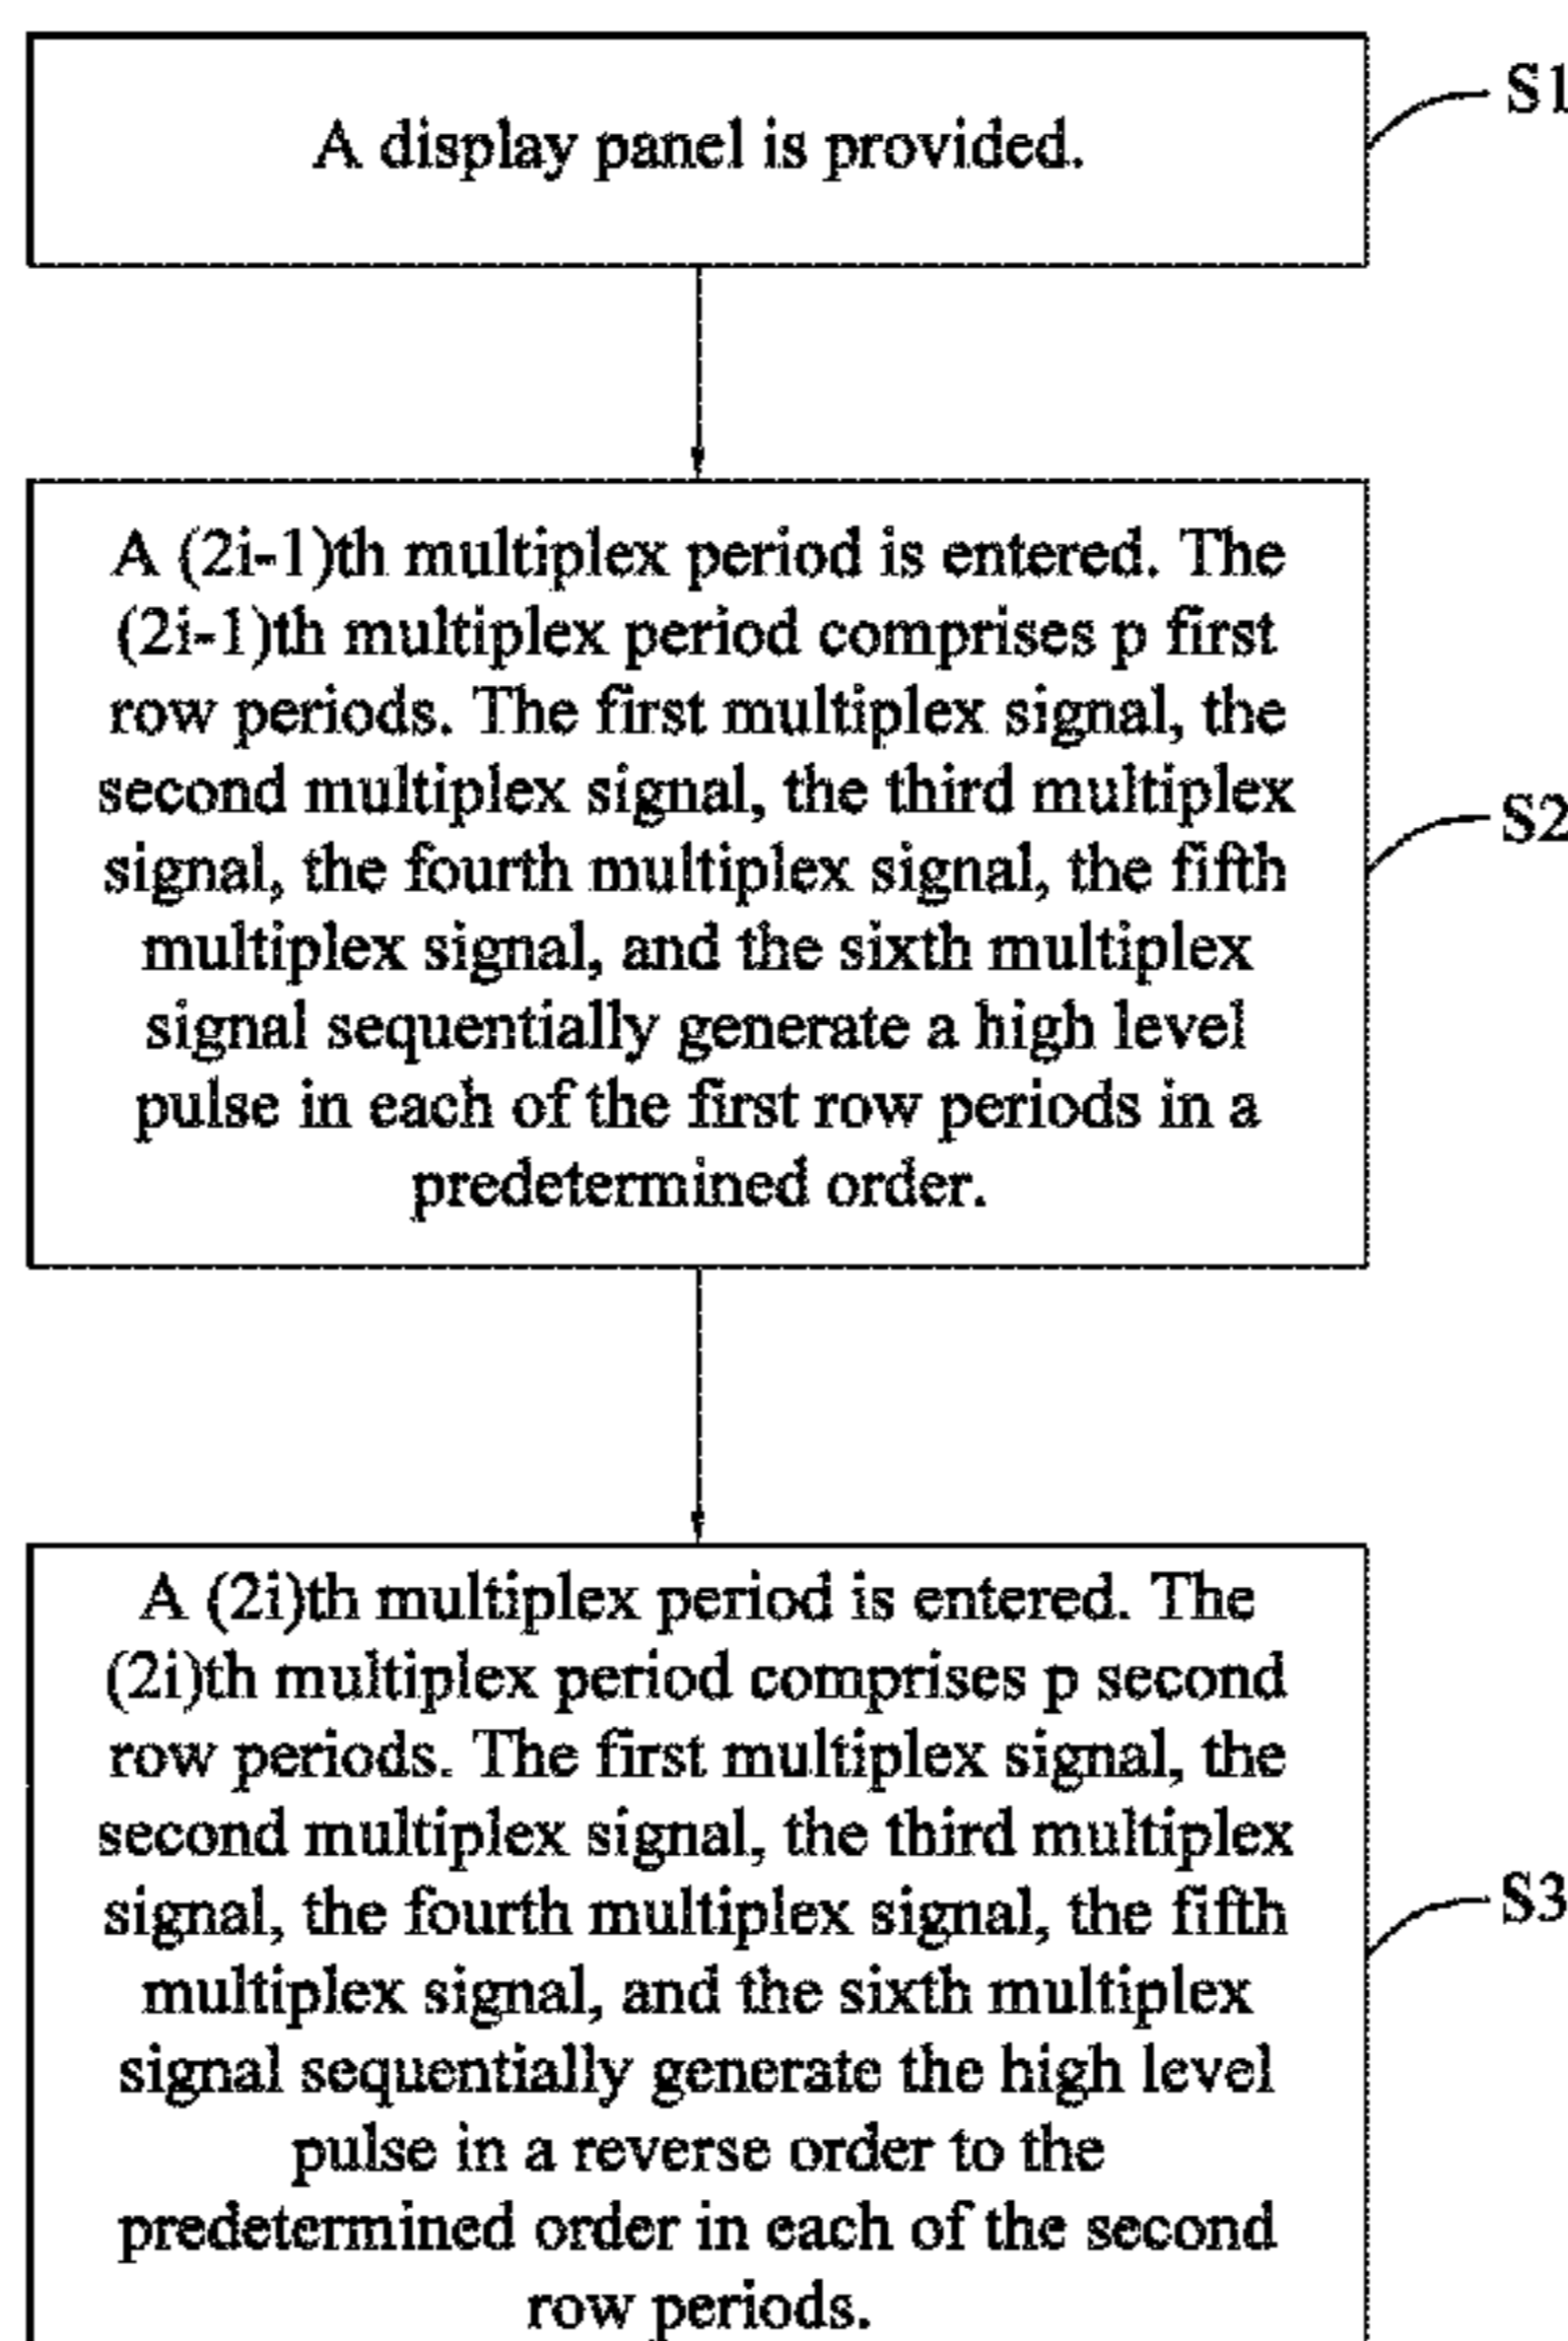 A display panel is provided.
S1
A (2i-1)th multiplex period is entered. The
(2i-1)th multiplex period comprises p first
row periods. The first multiplex signal, the
second multiplex signal, the third multiplex
signal, the fourth multiplex signal, the fifth
multiplex signal, and the sixth multiplex
signal sequentially generate a high level
pulse in each of the first row periods in a
predetermined order.
S2
A (2i)th multiplex period is entered. The
(2i)th multiplex period comprises p second
row periods. The first multiplex signal, the
second multiplex signal, the third multiplex
signal, the fourth multiplex signal, the fifth
multiplex signal, and the sixth multiplex
signal sequentially generate the high level
pulse in a reverse order to the
predetermined order in each of the second
row periods.
S3